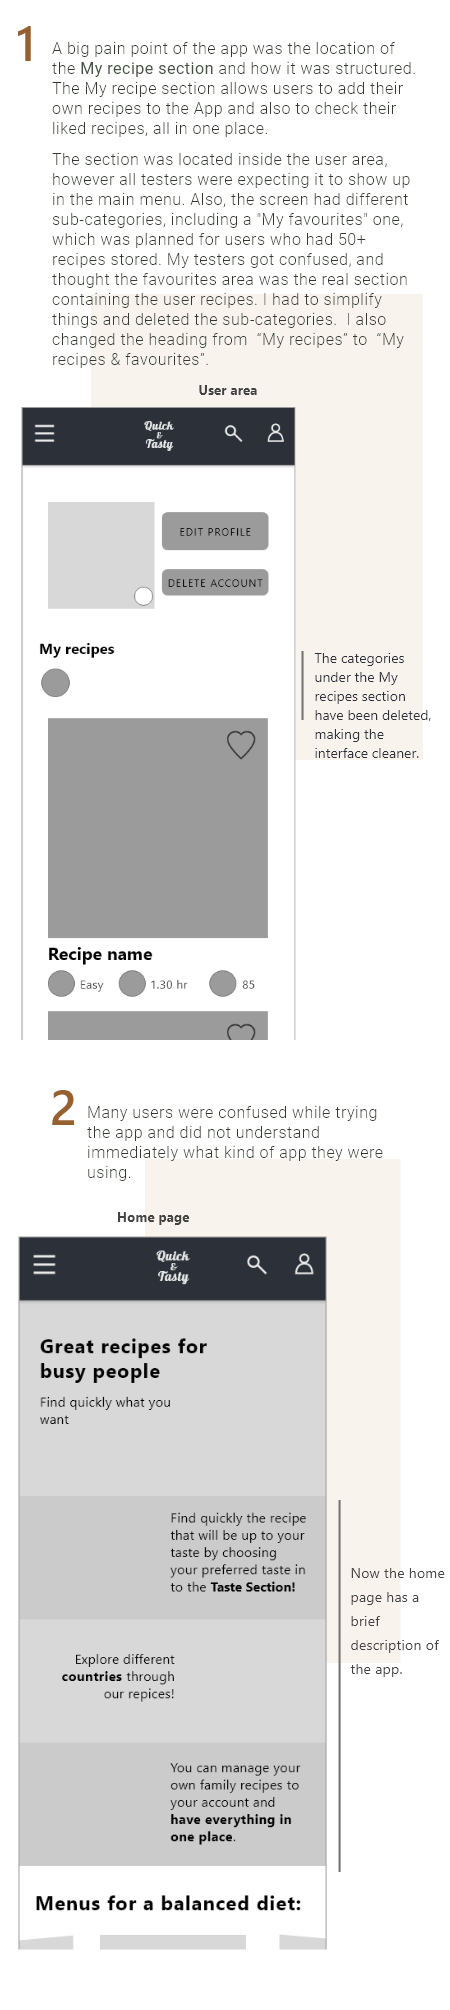 1
A big pain point of the app was the location of
the My recipe section and how it was structured.
The My recipe section allows users to add their
own recipes to the App and also to check their
liked recipes, all in one place.
The section was located inside the user area,
however all testers were expecting it to show up
in the main menu. Also, the screen had different
sub-categories, including a "My favourites" one,
which was planned for users who had 50+
recipes stored. My testers got confused, and
thought the favourites area was the real section
containing the user recipes. I had to simplify
things and deleted the sub-categories.  I also
changed the heading from  “My recipes” to  “My
recipes & favourites”.
User area
Quick
&
Tasty
EDIT PROFILE
DELETE ACCOUNT
My recipes
The categories
under the My
recipes section
have been deleted,
making the
interface cleaner.
Recipe name
Easy 1.30 hr 85
2
Many users were confused while trying
the app and did not understand
immediately what kind of app they were
using.
Home page
Quick
&
Tasty
Great recipes for
busy people
Find quickly what you
want
Find quickly the recipe
that will be up to your
taste by choosing
your preferred taste in
to the Taste Section!
Now the home
page has a
brief
description of
the app.
Explore different
countries through
our repices!
You can manage your
own family recipes to
your account and
have everything in
one place.
Menus for a balanced diet: